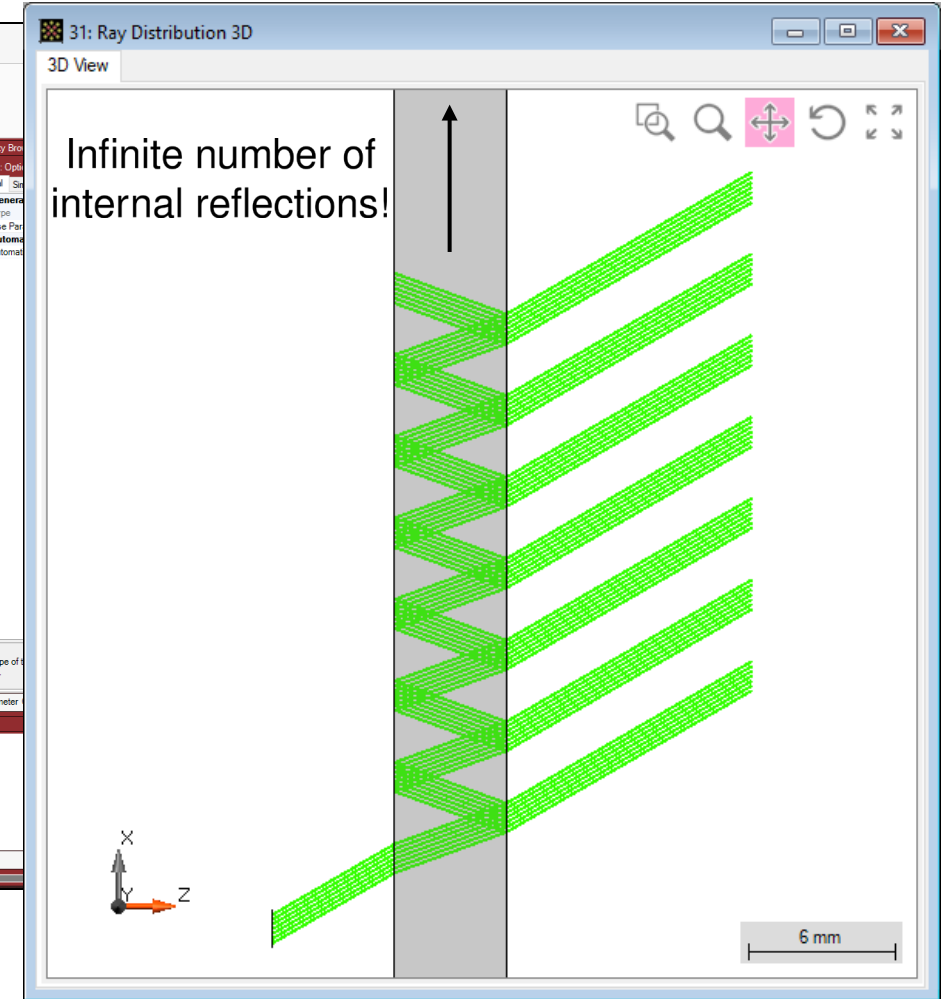 31: Ray Distribution 3D
3D View
Infinite number of
internal reflections!
X
Y
Z
6 mm